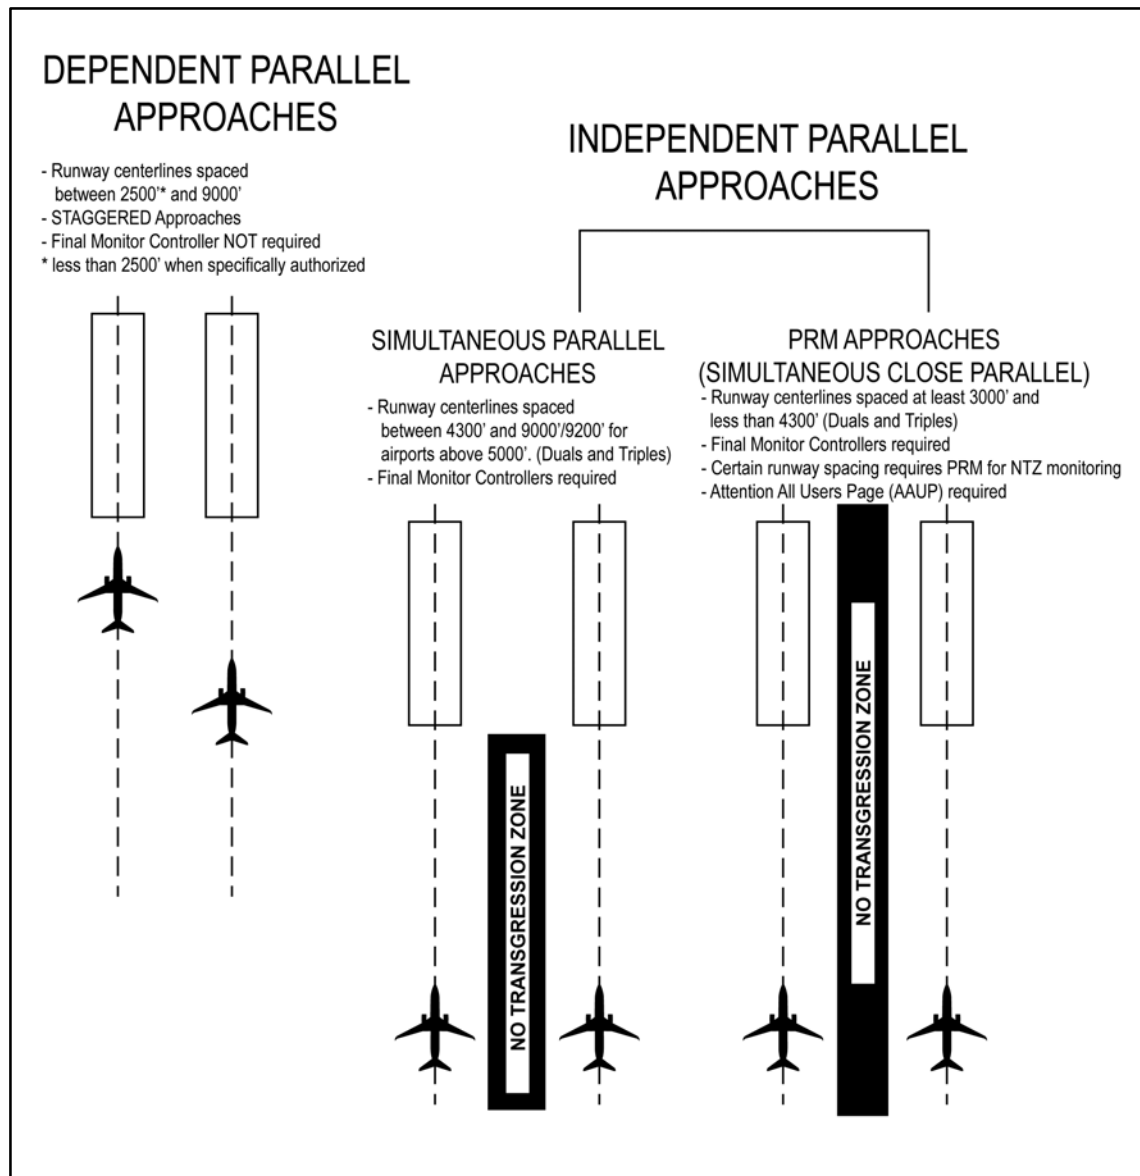 DEPENDENT PARALLEL
APPROACHES
- Runway centerlines spaced
between 2500'* and 9000'
- STAGGERED Approaches
- Final Monitor Controller NOT required
* less than 2500' when specifically authorized
INDEPENDENT PARALLEL
APPROACHES
SIMULTANEOUS PARALLEL
APPROACHES
- Runway centerlines spaced
between 4300' and 9000'/9200' for
airports above 5000'. (Duals and Triples)
- Final Monitor Controllers required
NO TRANSGRESSION ZONE
PRM APPROACHES
(SIMULTANEOUS CLOSE PARALLEL)
- Runway centerlines spaced at least 3000' and
less than 4300' (Duals and Triples)
- Final Monitor Controllers required
- Certain runway spacing requires PRM for NTZ monitoring
- Attention All Users Page (AAUP) required
NO TRANSGRESSION ZONE